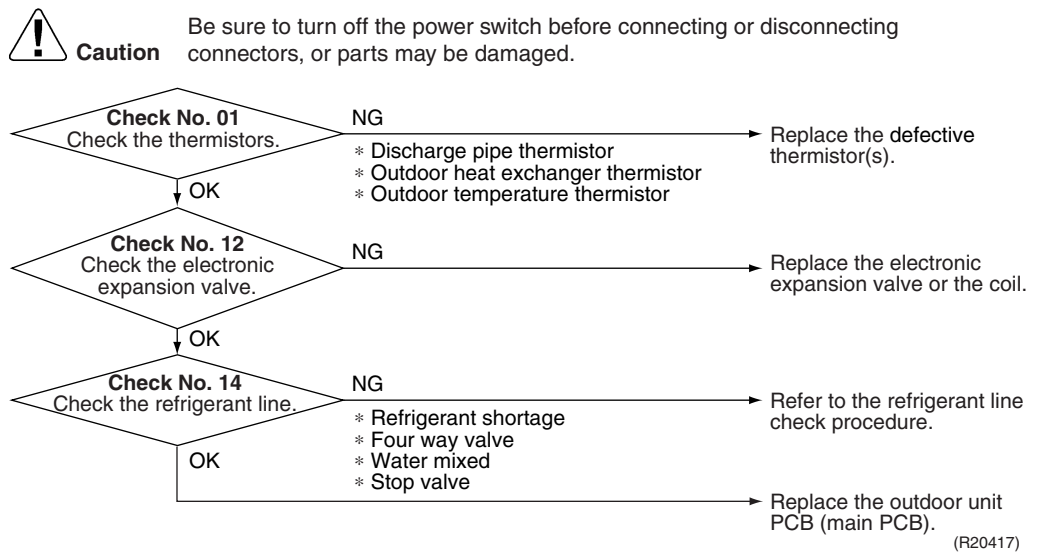 Caution
Be sure to turn off the power switch before connecting or disconnecting
connectors, or parts may be damaged.
Check No. 01
Check the thermistors.
NG
* Discharge pipe thermistor
* Outdoor heat exchanger thermistor
* Outdoor temperature thermistor
Replace the defective
thermistor(s).
OK
Check No. 12
Check the electronic
expansion valve.
NG
Replace the electronic
expansion valve or the coil.
OK
Check No. 14
Check the refrigerant line.
NG
* Refrigerant shortage
* Four way valve
* Water mixed
* Stop valve
Refer to the refrigerant line
check procedure.
OK
Replace the outdoor unit
PCB (main PCB).
(R20417)